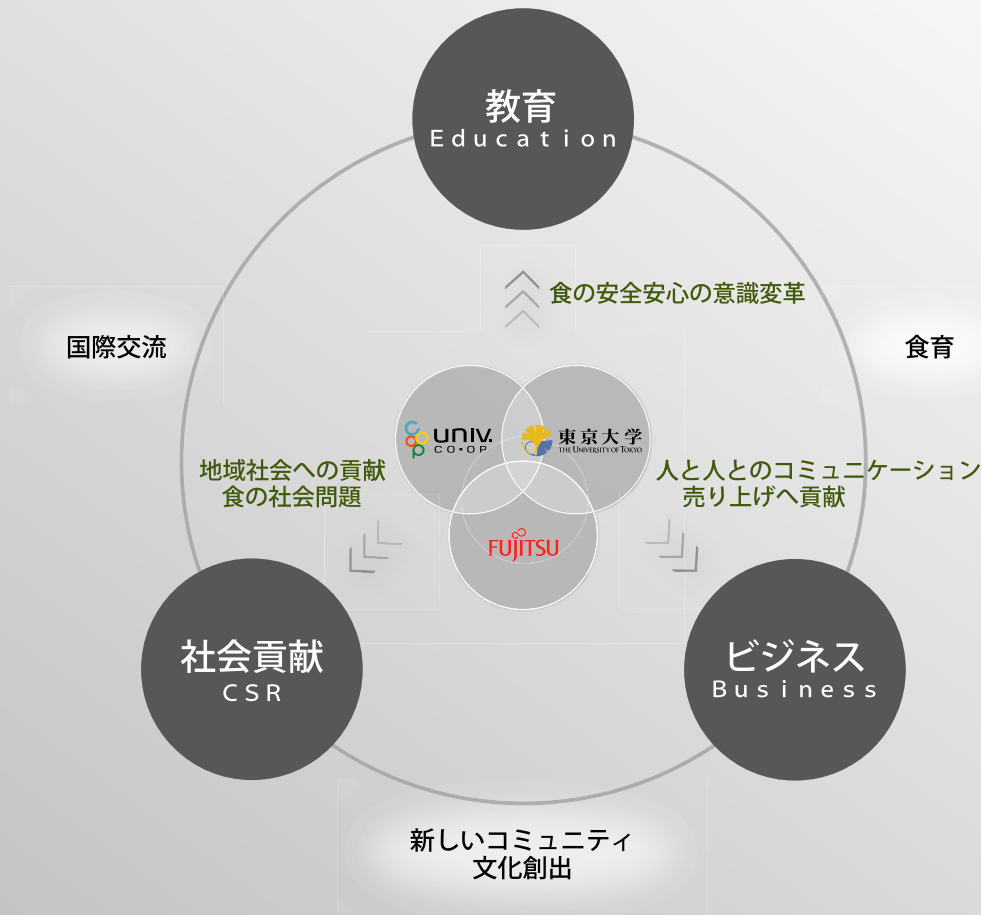 教育
Education
食の安全安心の意識変革
国際交流
食育
UNIV.
CO•OP
東京大学
THE UNIVERSITY OF TOKYO
地域社会への貢献
食の社会問題
人と人とのコミュニケーション
売り上げへ貢献
FUJITSU
社会貢献
CSR
ビジネス
Business
新しいコミュニティ
文化創出